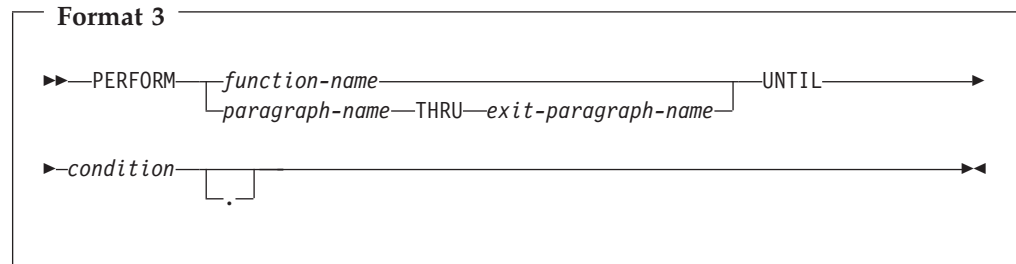 Format 3
PERFORM function-name UNTIL
paragraph-name THRU exit-paragraph-name
condition
.